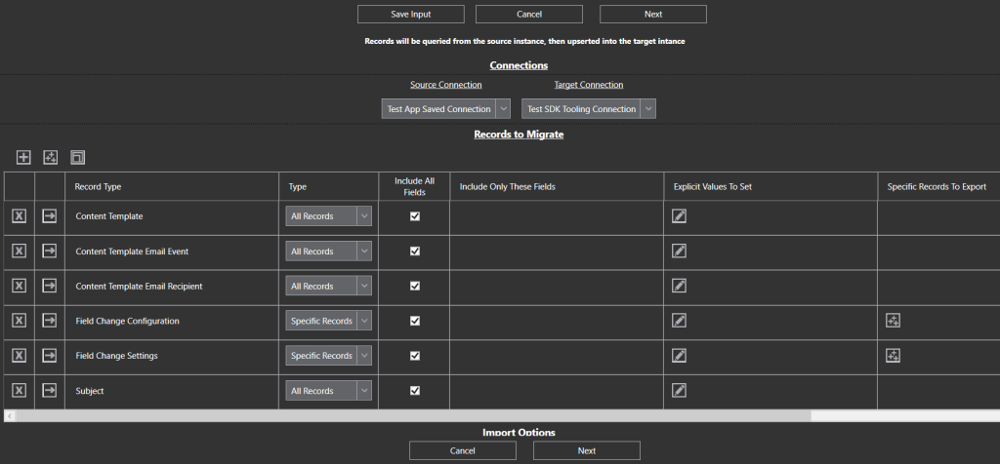 Save Input Cancel Next
Records will be queried from the source instance, then upserted into the target intance
Connections
Source Connection Target Connection
Test App Saved Connection Test SDK Tooling Connection
Records to Migrate
Record Type Type Include All Fields Include Only These Fields Explicit Values To Set Specific Records To Export
Content Template All Records
Content Template Email Event All Records
Content Template Email Recipient All Records
Field Change Configuration Specific Records
Field Change Settings Specific Records
Subject All Records
Import Options
Cancel Next